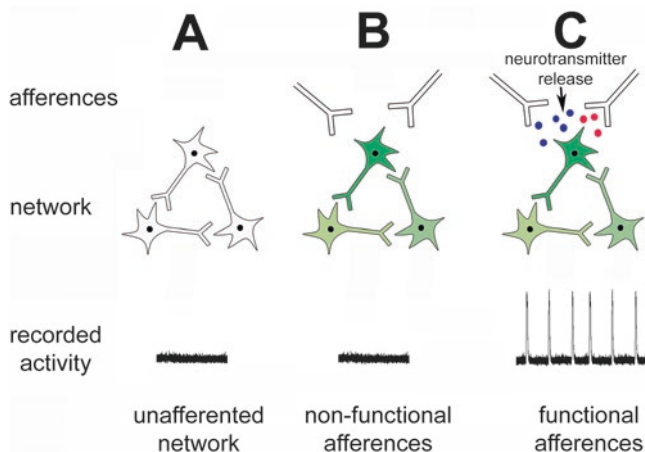 A
B
C
neurotransmitter
release
afferences
network
recorded
activity
unafferented
network
non-functional
afferences
functional
afferences